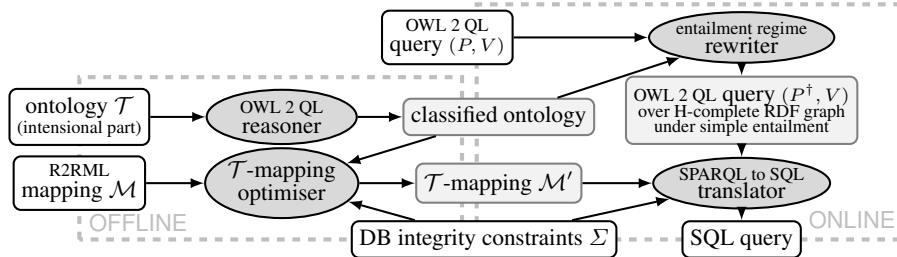 OWL 2 QL
query (P, V)
entailment regime
rewriter
ontology 𝒯
(intensional part)
OWL 2 QL
reasoner
classified ontology
OWL 2 QL query (P†, V)
over H-complete RDF graph
under simple entailment
R2RML
mapping ℳ
𝒯-mapping
optimiser
𝒯-mapping ℳ′
SPARQL to SQL
translator
OFFLINE
ONLINE
DB integrity constraints Σ
SQL query